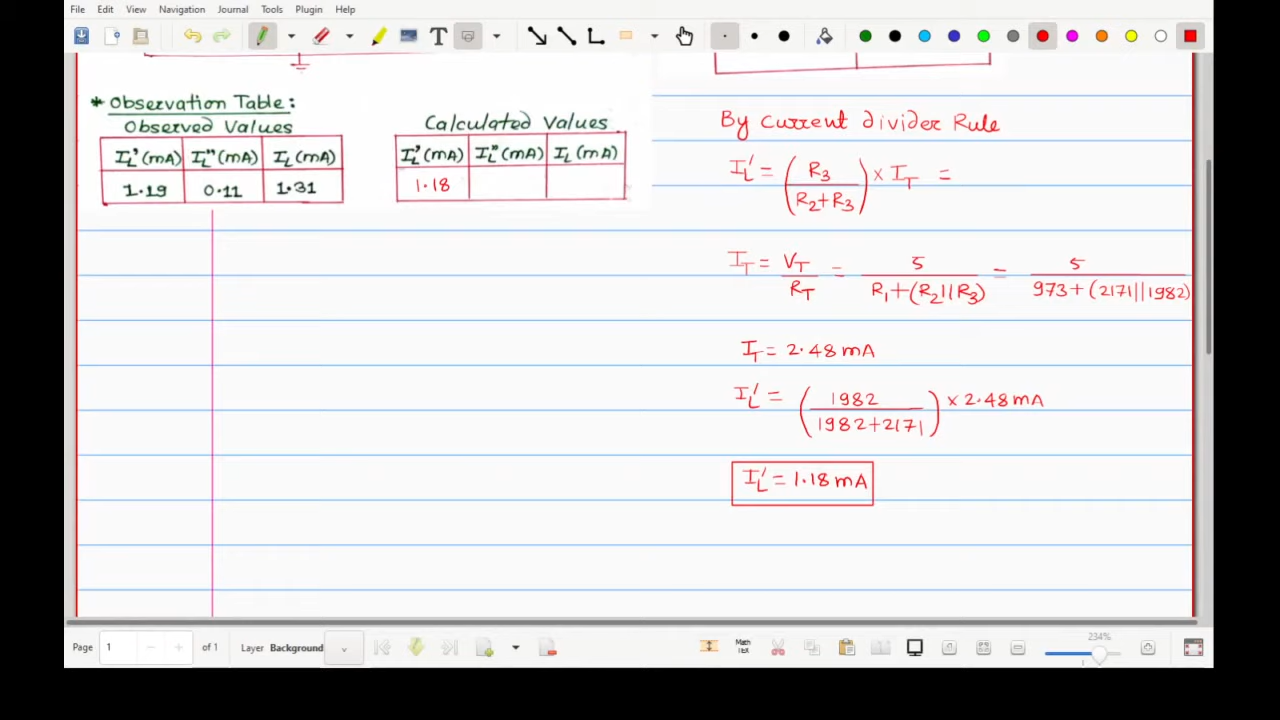 File Edit View Navigation Journal Tools Plugin Help
* Observation Table:
Observed Values
IL'(mA) IL"(mA) IL(mA)
1.19 0.11 1.31
Calculated Values
IL'(mA) IL"(mA) IL(mA)
1.18
By current divider Rule
IL' = (R3 / (R2+R3)) × IT =
IT = VT / RT = 5 / (R1+(R2||R3)) = 5 / (973+(2171||1982))
IT = 2.48 mA
IL' = (1982 / (1982+2171)) × 2.48 mA
IL' = 1.18 mA
Page 1 of 1 Layer Background Math TEX 234%